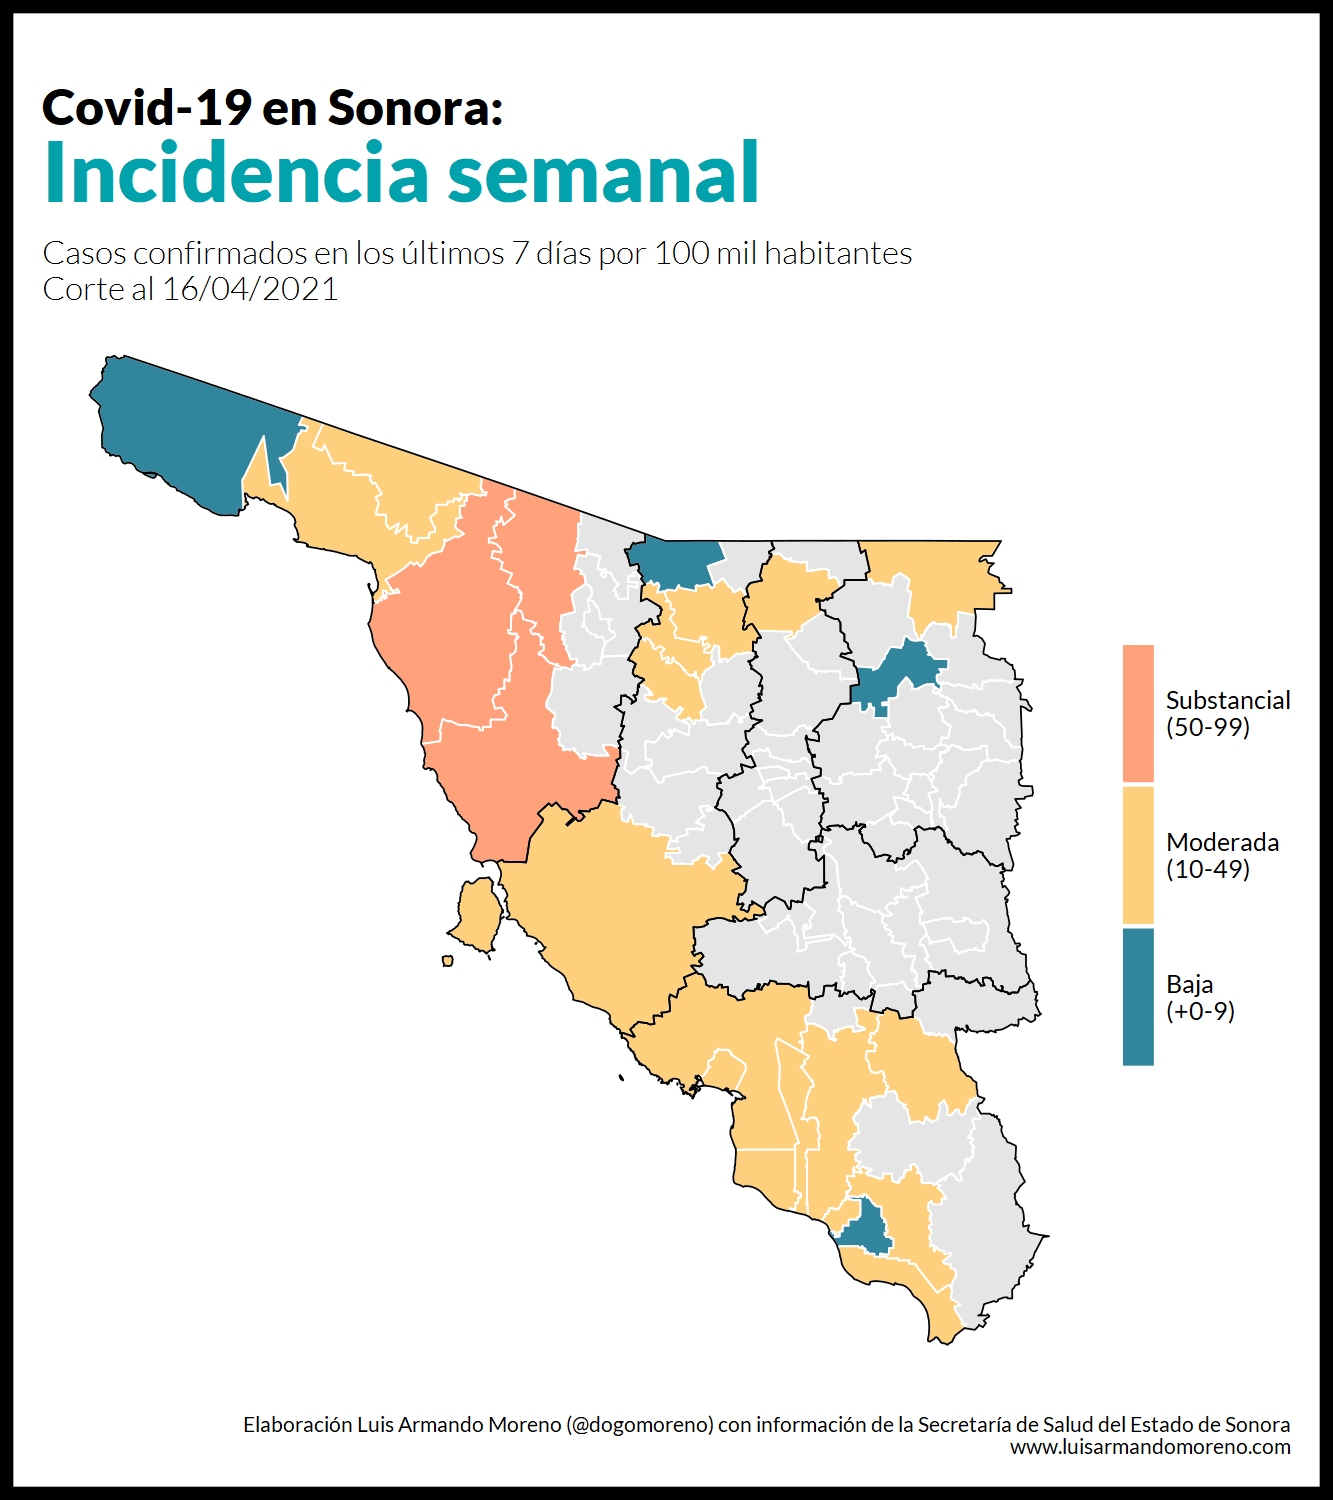 Covid-19 en Sonora:
Incidencia semanal
Casos confirmados en los últimos 7 días por 100 mil habitantes
Corte al 16/04/2021
Substancial
(50-99)
Moderada
(10-49)
Baja
(+0-9)
Elaboración Luis Armando Moreno (@dogomoreno) con información de la Secretaría de Salud del Estado de Sonora
www.luisarmandomoreno.com